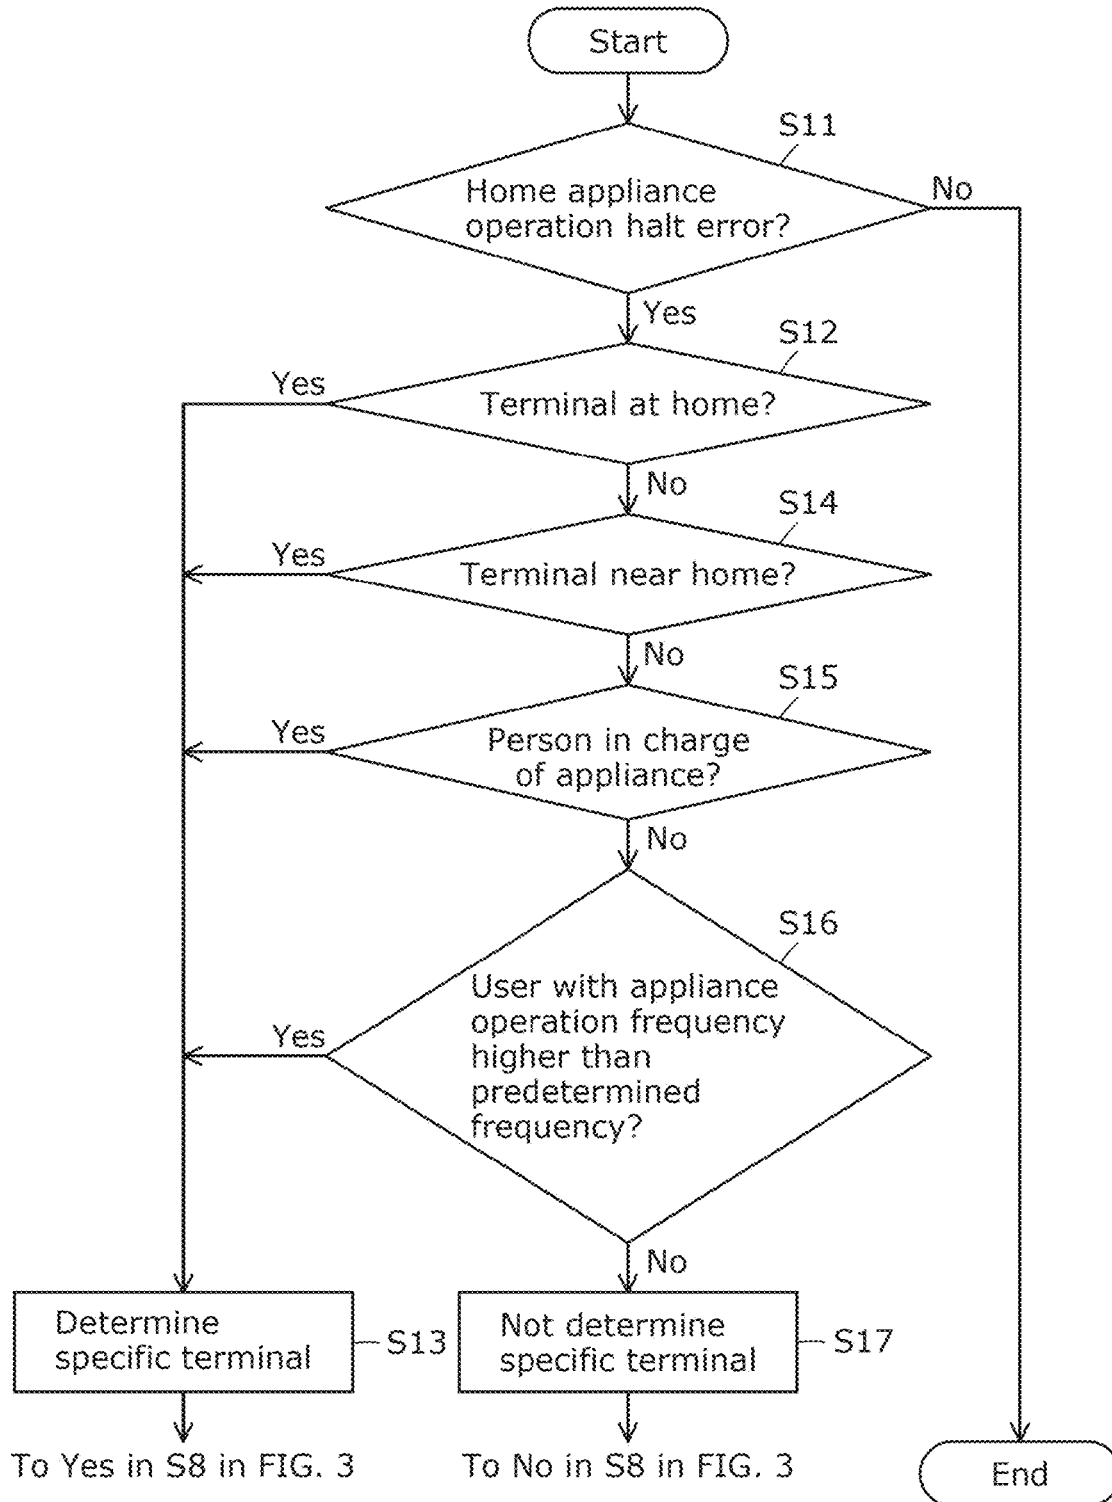 Start
S11
Home appliance
operation halt error?
No
Yes
S12
Yes
Terminal at home?
No
S14
Yes
Terminal near home?
No
S15
Yes
Person in charge
of appliance?
No
S16
User with appliance
operation frequency
higher than
predetermined
frequency?
Yes
No
Determine
specific terminal
S13
Not determine
specific terminal
S17
To Yes in S8 in FIG. 3
To No in S8 in FIG. 3
End